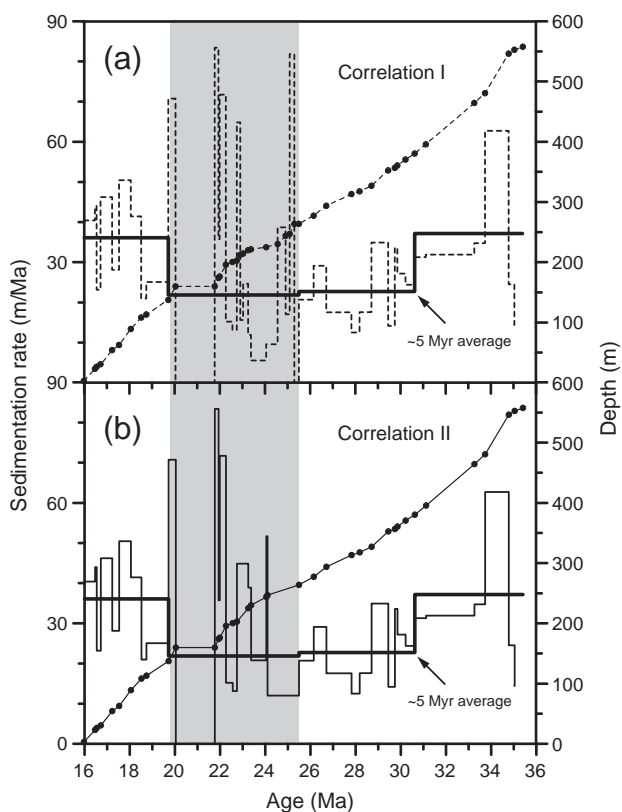 90
60
30
90
60
30
0
Sedimentation rate (m/Ma)
(a)
Correlation I
~5 Myr average
(b)
Correlation II
~5 Myr average
600
500
400
300
200
100
600
500
400
300
200
100
0
Depth (m)
16 18 20 22 24 26 28 30 32 34 36
Age (Ma)